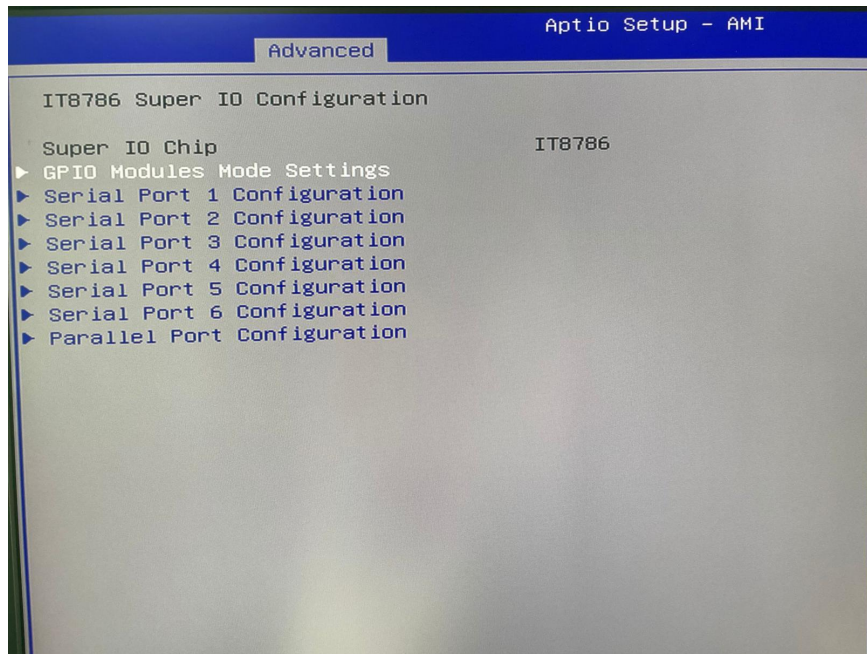 Aptio Setup - AMI
Advanced
IT8786 Super IO Configuration
Super IO Chip IT8786
GPIO Modules Mode Settings
Serial Port 1 Configuration
Serial Port 2 Configuration
Serial Port 3 Configuration
Serial Port 4 Configuration
Serial Port 5 Configuration
Serial Port 6 Configuration
Parallel Port Configuration